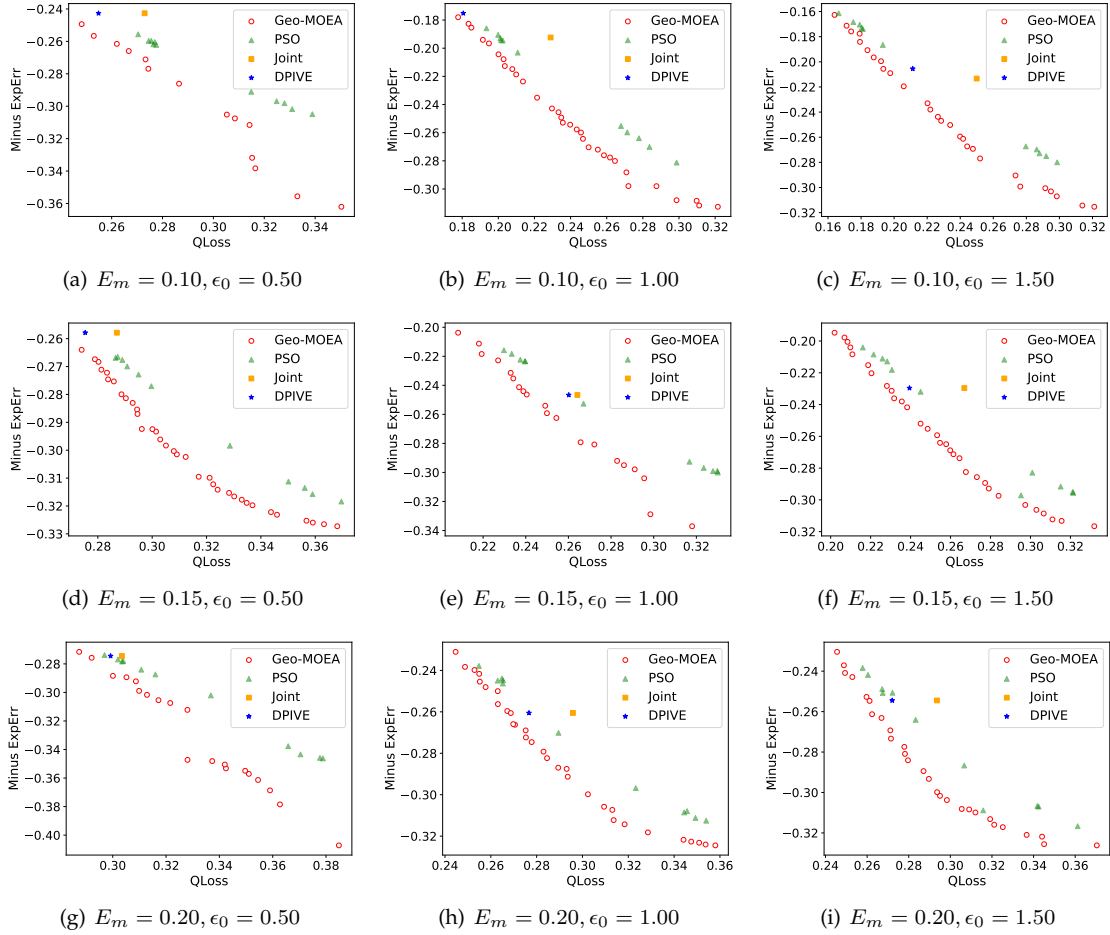 −0.24
−0.26
−0.28
−0.30
−0.32
−0.34
−0.36
Minus ExpErr
0.26 0.28 0.30 0.32 0.34
QLoss
Geo-MOEA
PSO
Joint
DPIVE
(a) E_m = 0.10, ϵ_0 = 0.50
−0.18
−0.20
−0.22
−0.24
−0.26
−0.28
−0.30
Minus ExpErr
0.18 0.20 0.22 0.24 0.26 0.28 0.30 0.32
QLoss
Geo-MOEA
PSO
Joint
DPIVE
(b) E_m = 0.10, ϵ_0 = 1.00
−0.16
−0.18
−0.20
−0.22
−0.24
−0.26
−0.28
−0.30
−0.32
Minus ExpErr
0.16 0.18 0.20 0.22 0.24 0.26 0.28 0.30 0.32
QLoss
Geo-MOEA
PSO
Joint
DPIVE
(c) E_m = 0.10, ϵ_0 = 1.50
−0.26
−0.27
−0.28
−0.29
−0.30
−0.31
−0.32
−0.33
Minus ExpErr
0.28 0.30 0.32 0.34 0.36
QLoss
Geo-MOEA
PSO
Joint
DPIVE
(d) E_m = 0.15, ϵ_0 = 0.50
−0.20
−0.22
−0.24
−0.26
−0.28
−0.30
−0.32
−0.34
Minus ExpErr
0.22 0.24 0.26 0.28 0.30 0.32
QLoss
Geo-MOEA
PSO
Joint
DPIVE
(e) E_m = 0.15, ϵ_0 = 1.00
−0.20
−0.22
−0.24
−0.26
−0.28
−0.30
−0.32
Minus ExpErr
0.20 0.22 0.24 0.26 0.28 0.30 0.32
QLoss
Geo-MOEA
PSO
Joint
DPIVE
(f) E_m = 0.15, ϵ_0 = 1.50
−0.28
−0.30
−0.32
−0.34
−0.36
−0.38
−0.40
Minus ExpErr
0.30 0.32 0.34 0.36 0.38
QLoss
Geo-MOEA
PSO
Joint
DPIVE
(g) E_m = 0.20, ϵ_0 = 0.50
−0.24
−0.26
−0.28
−0.30
−0.32
Minus ExpErr
0.24 0.26 0.28 0.30 0.32 0.34 0.36
QLoss
Geo-MOEA
PSO
Joint
DPIVE
(h) E_m = 0.20, ϵ_0 = 1.00
−0.24
−0.26
−0.28
−0.30
−0.32
Minus ExpErr
0.24 0.26 0.28 0.30 0.32 0.34 0.36
QLoss
Geo-MOEA
PSO
Joint
DPIVE
(i) E_m = 0.20, ϵ_0 = 1.50